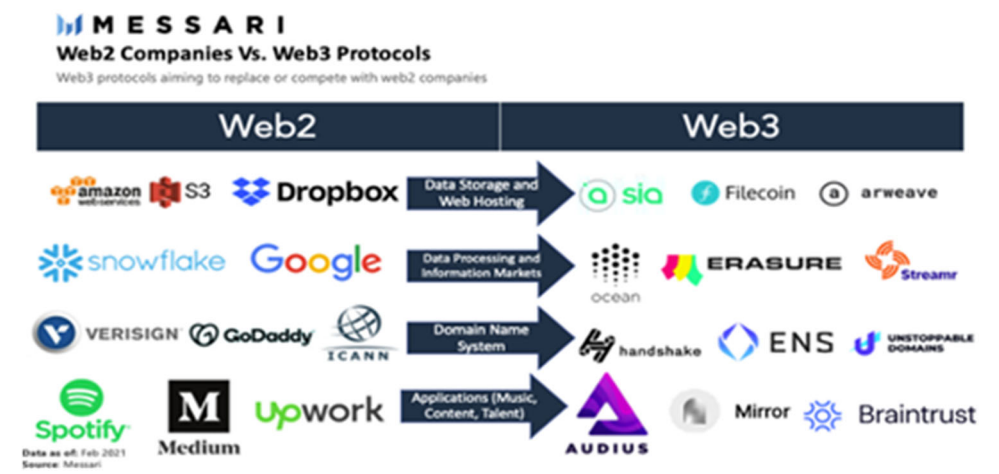 MESSARI
Web2 Companies Vs. Web3 Protocols
Web3 protocols aiming to replace or compete with web2 companies
Web2 Web3
amazon webservices S3 Dropbox Data Storage and Web Hosting sia Filecoin arweave
snowflake Google Data Processing and Information Markets ocean ERASURE Streamr
VERISIGN GoDaddy ICANN Domain Name System handshake ENS UNSTOPPABLE DOMAINS
Spotify Medium upwork Applications (Music, Content, Talent) AUDIUS Mirror Braintrust
Data as of: Feb 2021
Source: Messari